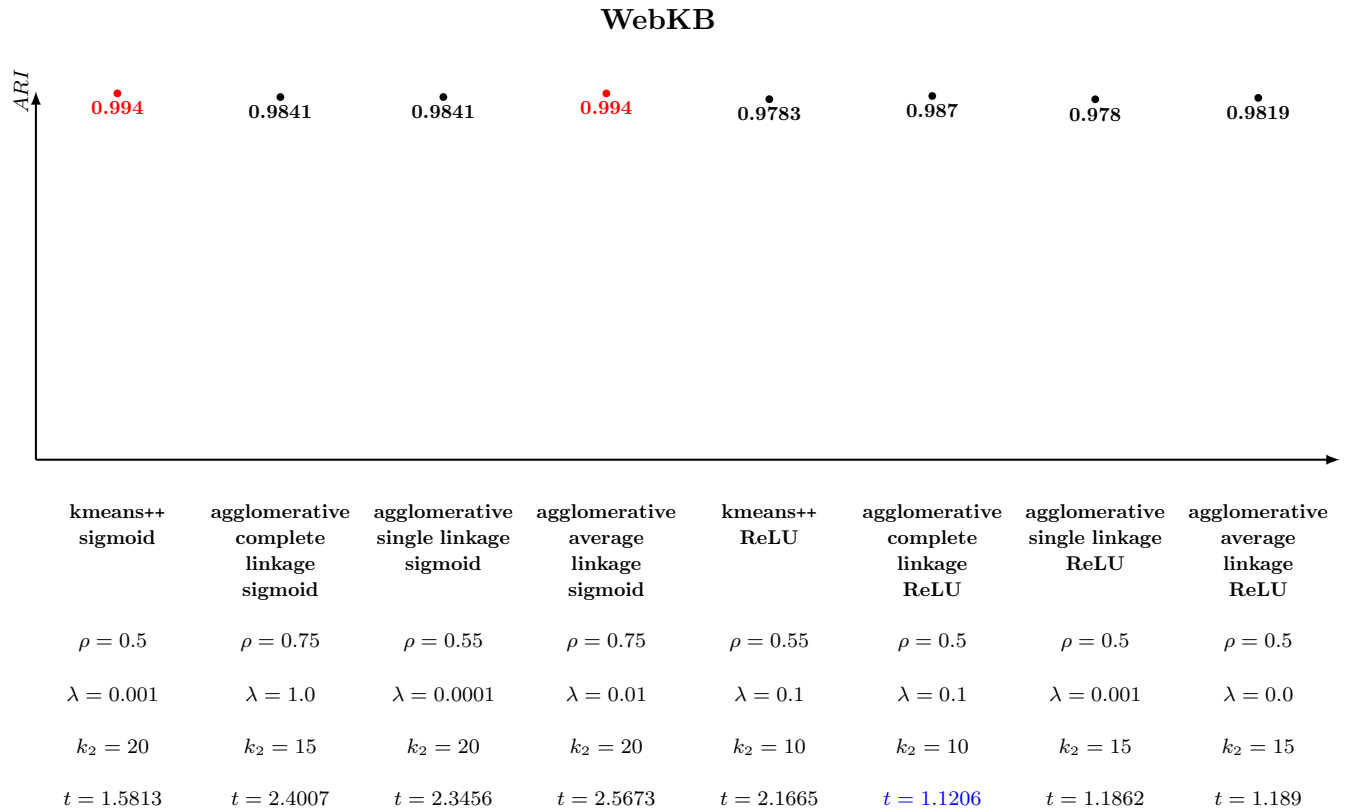 WebKB
ARI
0.994 0.9841 0.9841 0.994 0.9783 0.987 0.978 0.9819
kmeans++ agglomerative agglomerative agglomerative kmeans++ agglomerative agglomerative agglomerative
sigmoid complete single linkage average ReLU complete single linkage average
linkage sigmoid linkage linkage ReLU linkage
sigmoid sigmoid ReLU ReLU
ρ = 0.5 ρ = 0.75 ρ = 0.55 ρ = 0.75 ρ = 0.55 ρ = 0.5 ρ = 0.5 ρ = 0.5
λ = 0.001 λ = 1.0 λ = 0.0001 λ = 0.01 λ = 0.1 λ = 0.1 λ = 0.001 λ = 0.0
k₂ = 20 k₂ = 15 k₂ = 20 k₂ = 20 k₂ = 10 k₂ = 10 k₂ = 15 k₂ = 15
t = 1.5813 t = 2.4007 t = 2.3456 t = 2.5673 t = 2.1665 t = 1.1206 t = 1.1862 t = 1.189